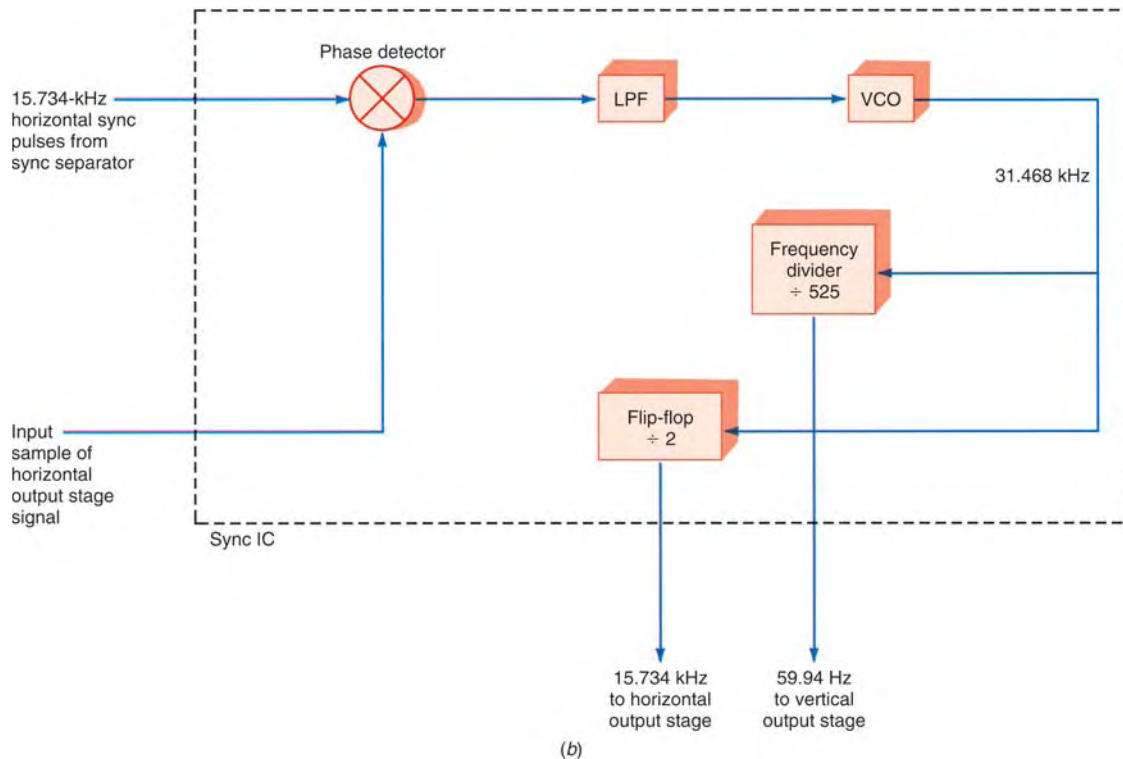 Phase detector
15.734-kHz
horizontal sync
pulses from
sync separator
LPF
VCO
31.468 kHz
Frequency
divider
÷ 525
Flip-flop
÷ 2
Input
sample of
horizontal
output stage
signal
Sync IC
15.734 kHz
to horizontal
output stage
59.94 Hz
to vertical
output stage
(b)